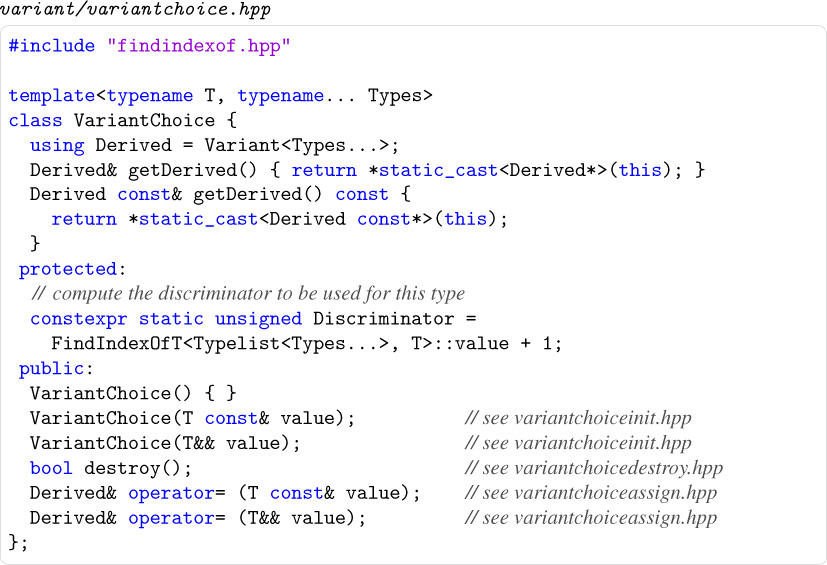 variant/variantchoice.hpp
#include "findindexof.hpp"

template<typename T, typename... Types>
class VariantChoice {
  using Derived = Variant<Types...>;
  Derived& getDerived() { return *static_cast<Derived*>(this); }
  Derived const& getDerived() const {
    return *static_cast<Derived const*>(this);
  }
 protected:
  // compute the discriminator to be used for this type
  constexpr static unsigned Discriminator =
    FindIndexOfT<Typelist<Types...>, T>::value + 1;
 public:
  VariantChoice() { }
  VariantChoice(T const& value);          // see variantchoiceinit.hpp
  VariantChoice(T&& value);               // see variantchoiceinit.hpp
  bool destroy();                         // see variantchoicedestroy.hpp
  Derived& operator= (T const& value);    // see variantchoiceassign.hpp
  Derived& operator= (T&& value);         // see variantchoiceassign.hpp
};